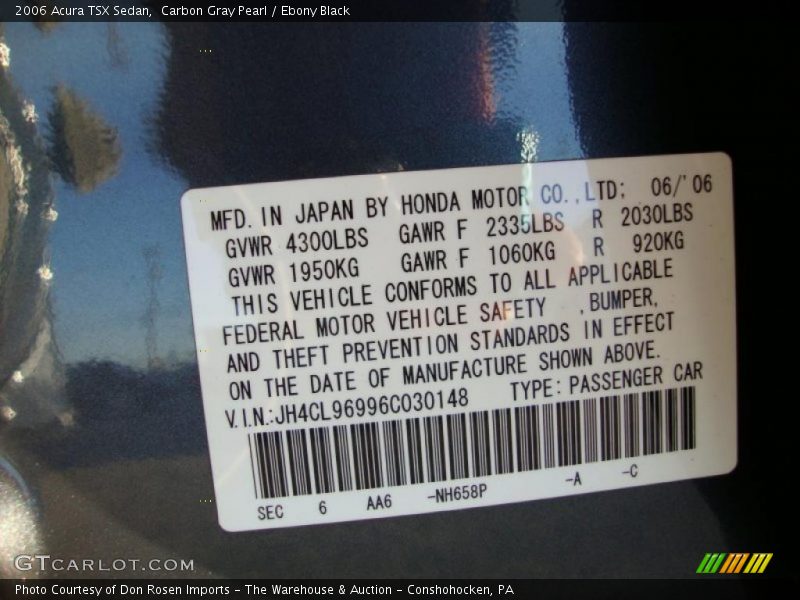 2006 Acura TSX Sedan,  Carbon Gray Pearl / Ebony Black
MFD. IN JAPAN BY HONDA MOTOR CO.,LTD; 06/'06
GVWR 4300LBS GAWR F 2335LBS R 2030LBS
GVWR 1950KG GAWR F 1060KG R 920KG
THIS VEHICLE CONFORMS TO ALL APPLICABLE
FEDERAL MOTOR VEHICLE SAFETY ,BUMPER,
AND THEFT PREVENTION STANDARDS IN EFFECT
ON THE DATE OF MANUFACTURE SHOWN ABOVE.
V.I.N.:JH4CL96996C030148 TYPE: PASSENGER CAR
SEC 6 AA6 -NH658P -A -C
GTCARLOT.COM
Photo Courtesy of Don Rosen Imports – The Warehouse & Auction – Conshohocken, PA